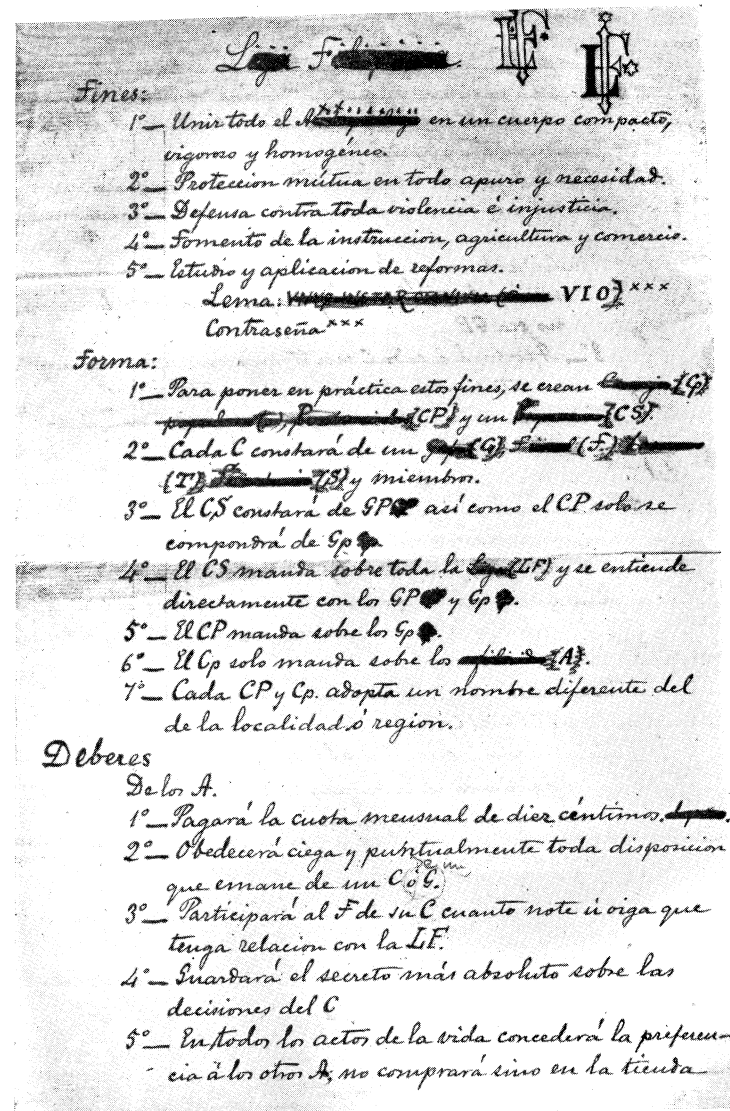 Liga Filipina LF LF
Fines:
1º— Unir todo el A en un cuerpo compacto,
vigoroso y homogéneo.
2º— Proteccion mútua en todo apuro y necesidad.
3º— Defensa contra toda violencia é injusticia.
4º— Fomento de la instruccion, agricultura y comercio.
5º— Estudio y aplicacion de reformas.
Lema: VIO) xxx
Contraseña xxx
Forma:
1º— Para poner en práctica estos fines, se crean (Cp)
(CP) y un (CS).
2º— Cada C constará de un (G) (F.)
(T) (S) y miembros.
3º— El CS constará de GP así como el CP solo se
compondrá de Gp
4º— El CS manda sobre toda la Liga (LF) y se entiende
directamente con los GP y Gp .
5º— El CP manda sobre los Gp .
6º— El Cp solo manda sobre los (A).
7º— Cada CP y Cp. adopta un nombre diferente del
de la localidad ó region.
Deberes
De los A.
1º— Pagará la cuota mensual de diez céntimos .
2º— Obedecerá ciega y puntualmente toda disposicion
que emane de un C ó G.
3º— Participará al F de su C cuanto note ú oiga que
tenga relacion con la LF.
4º— Guardará el secreto más absoluto sobre las
decisiones del C
5º— En todos los actos de la vida concederá la preferen-
cia á los otros A; no comprará sino en la tienda